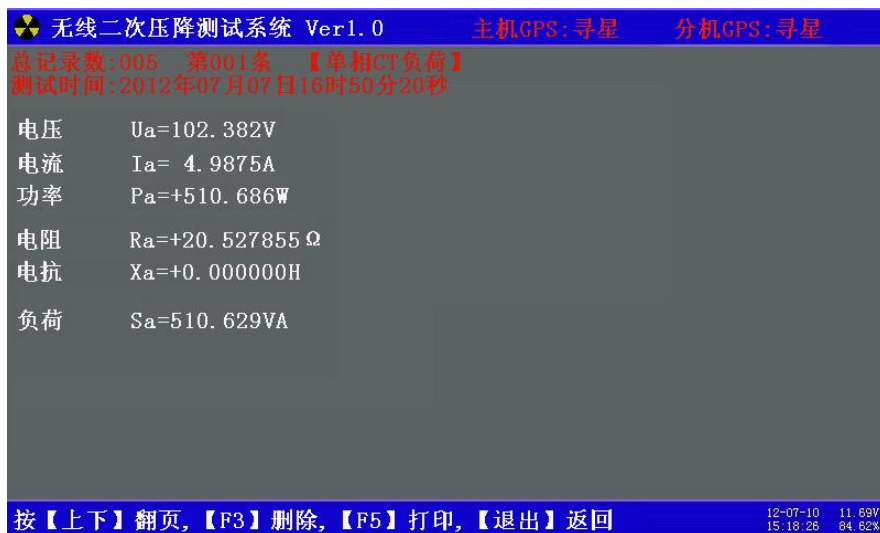 无线二次压降测试系统 Ver1.0 主机GPS:寻星 分机GPS:寻星
总记录数:005 第001条 【单相CT负荷】
测试时间:2012年07月07日16时50分20秒
电压 Ua=102.382V
电流 Ia= 4.9875A
功率 Pa=+510.686W
电阻 Ra=+20.527855Ω
电抗 Xa=+0.000000H
负荷 Sa=510.629VA
按【上下】翻页,【F3】删除,【F5】打印,【退出】返回
12-07-10 11.69V
15:18:26 84.62%